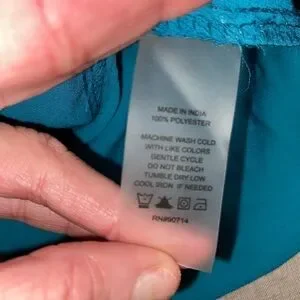 MADE IN INDIA
100% POLYESTER
MACHINE WASH COLD
WITH LIKE COLORS
GENTLE CYCLE
DO NOT BLEACH
TUMBLE DRY LOW
COOL IRON IF NEEDED
RN#90714